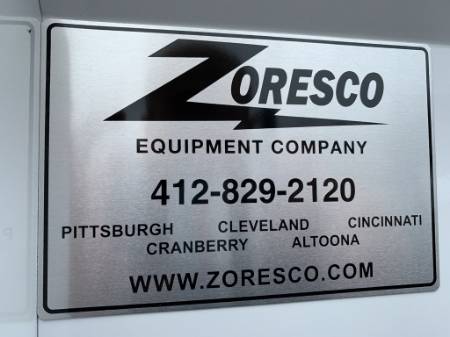 ZORESCO
EQUIPMENT COMPANY
412-829-2120
PITTSBURGH CLEVELAND CINCINNATI
CRANBERRY ALTOONA
WWW.ZORESCO.COM